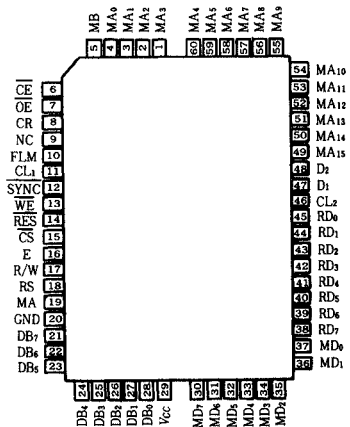 MB MA0 MA1 MA2 MA3 MA4 MA5 MA6 MA7 MA8 MA9
5 4 3 2 1 60 59 58 57 56 55
CE 6
OE 7
CR 8
NC 9
FLM 10
CL1 11
SYNC 12
WE 13
RES 14
CS 15
E 16
R/W 17
RS 18
MA 19
GND 20
DB7 21
DB6 22
DB5 23
54 MA10
53 MA11
52 MA12
51 MA13
50 MA14
49 MA15
48 D2
47 D1
46 CL2
45 RD0
44 RD1
43 RD2
42 RD3
41 RD4
40 RD5
39 RD6
38 RD7
37 MD0
36 MD1
24 25 26 27 28 29 30 31 32 33 34 35
DB4 DB3 DB2 DB1 DB0 Vcc MD7 MD6 MD5 MD4 MD3 MD2